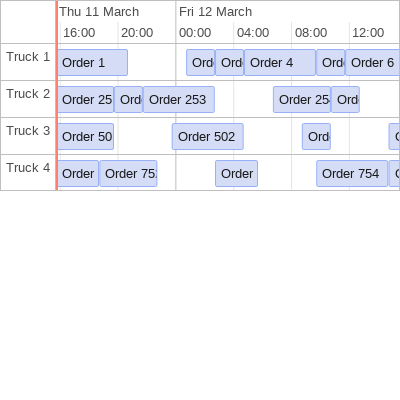 Thu 11 March Fri 12 March
16:00 20:00 00:00 04:00 08:00 12:00
Truck 1 Order 1 Ord Ord Order 4 Ord Order 6
Truck 2 Order 25 Ord Order 253 Order 25 Ord
Truck 3 Order 50 Order 502 Ord
Truck 4 Order Order 75 Order Order 754